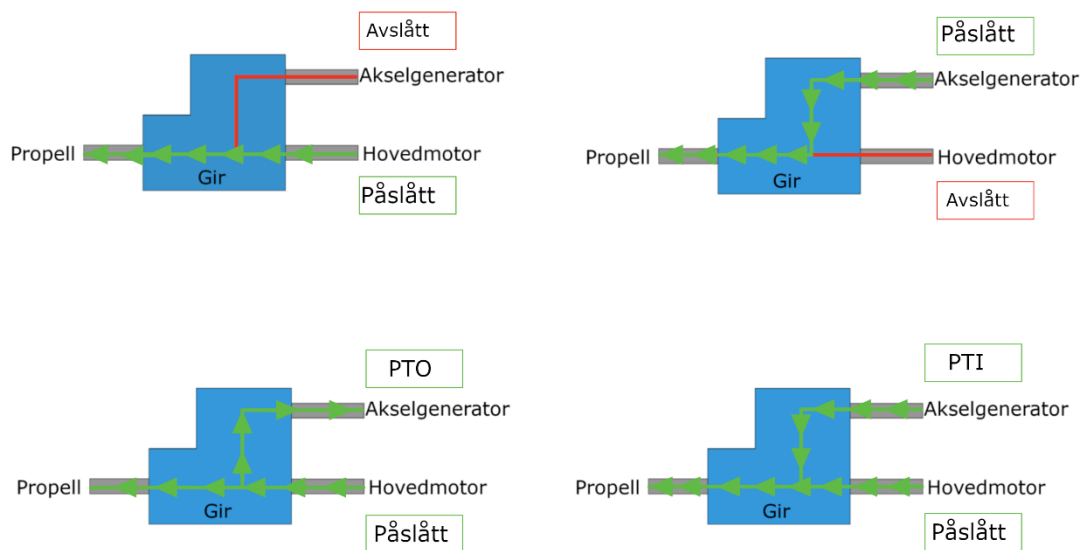 Avslått
Akselgenerator
Propell
Hovedmotor
Gir
Påslått
Påslått
Akselgenerator
Propell
Hovedmotor
Gir
Avslått
PTO
Akselgenerator
Propell
Hovedmotor
Gir
Påslått
PTI
Akselgenerator
Propell
Hovedmotor
Gir
Påslått